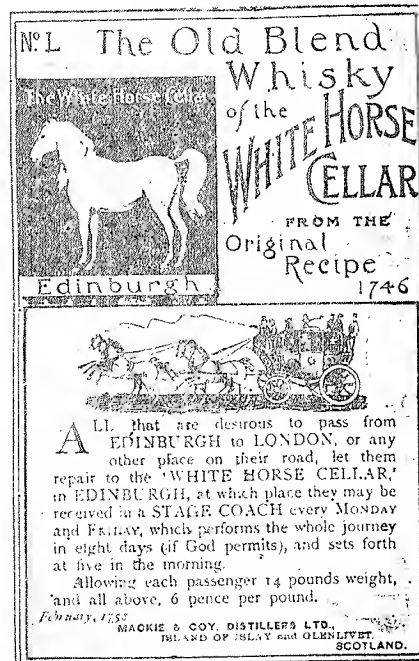 No. L The Old Blend
Whisky
The White Horse Cellar
of the
WHITE HORSE
CELLAR
FROM THE
Original
Recipe
Edinburgh
1746
ALL that are desirous to pass from
EDINBURGH to LONDON, or any
other place on their road, let them
repair to the 'WHITE HORSE CELLAR,'
in EDINBURGH, at which place they may be
received in a STAGE COACH every MONDAY
and FRIDAY, which performs the whole journey
in eight days (if God permits), and sets forth
at five in the morning.
Allowing each passenger 14 pounds weight,
and all above, 6 pence per pound.
February,
MACKIE & COY. DISTILLERS LTD.,
ISLAND OF ISLAY and GLENLIVET,
SCOTLAND.